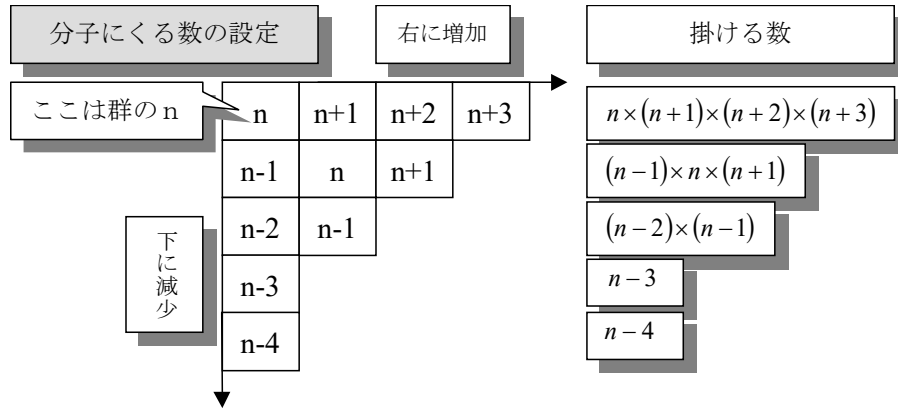 分子にくる数の設定
右に増加
掛ける数
ここは群のｎ
n n+1 n+2 n+3
n×(n+1)×(n+2)×(n+3)
n-1 n n+1
(n−1)×n×(n+1)
下に減少
n-2 n-1
(n−2)×(n−1)
n-3
n−3
n-4
n−4